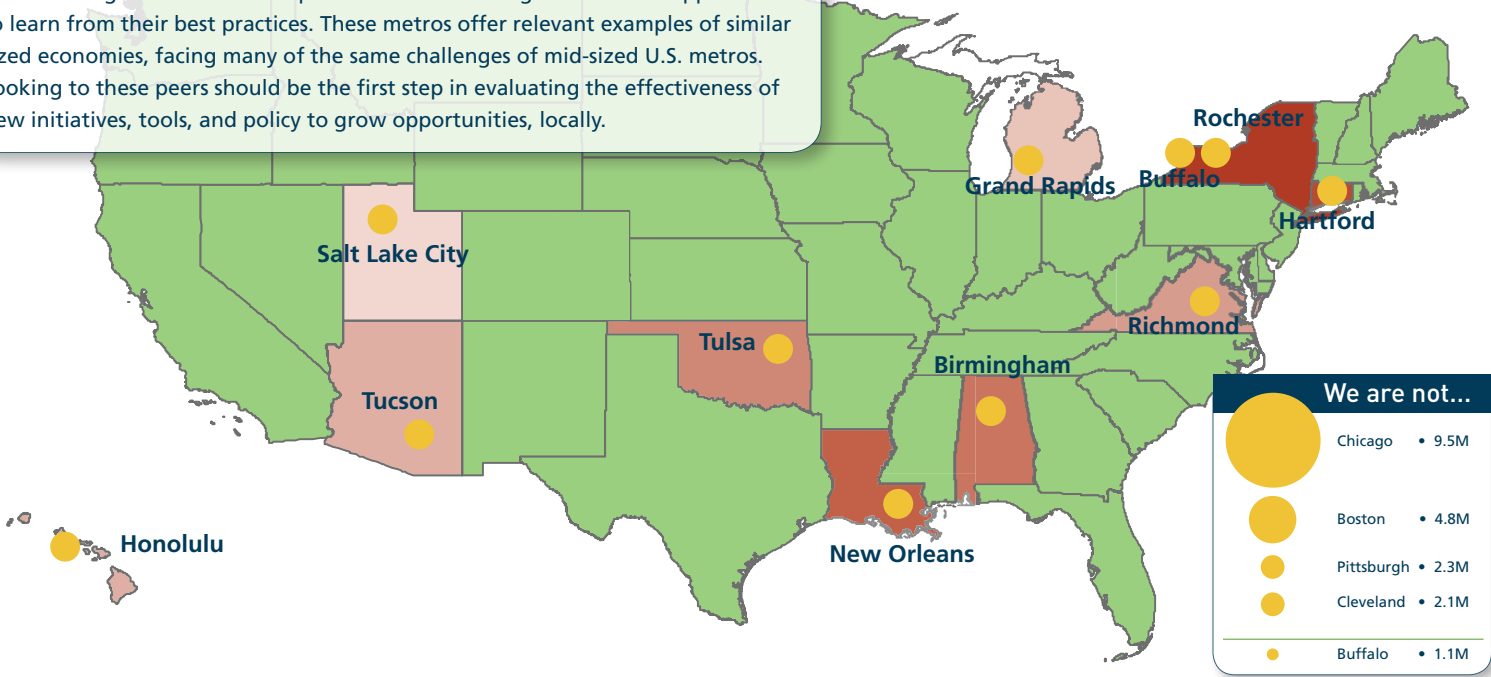 learn from their best practices. These metros offer relevant examples of similar
economies, facing many of the same challenges of mid-sized U.S. metros.
to these peers should be the first step in evaluating the effectiveness of
initiatives, tools, and policy to grow opportunities, locally.
Rochester
Grand Rapids
Buffalo
Hartford
Salt Lake City
Richmond
Tulsa
Birmingham
Tucson
We are not...
Chicago • 9.5M
Boston • 4.8M
Honolulu
New Orleans
Pittsburgh • 2.3M
Cleveland • 2.1M
Buffalo • 1.1M